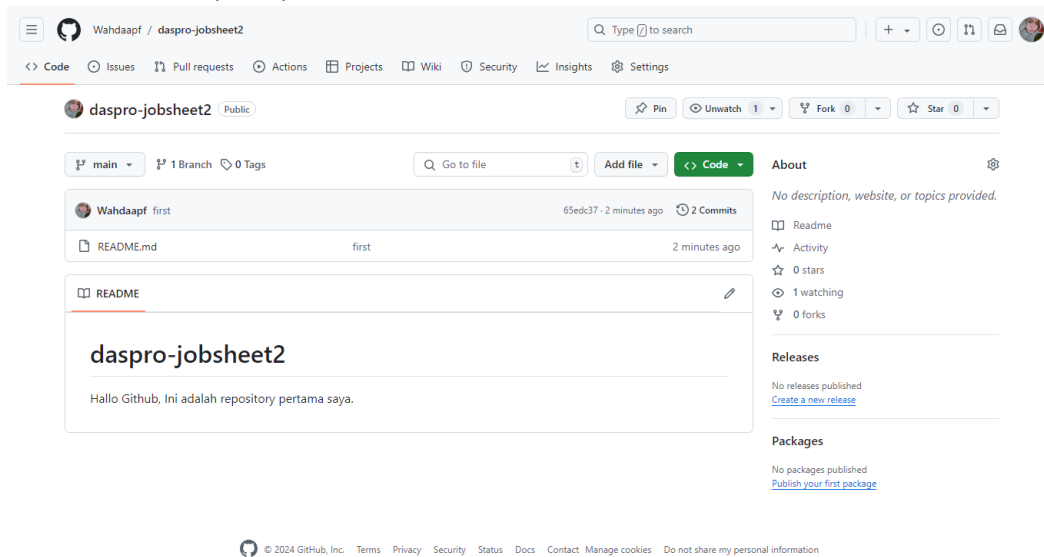 Wahdaapf / daspro-jobsheet2
Type / to search
Code Issues Pull requests Actions Projects Wiki Security Insights Settings
daspro-jobsheet2 Public
Pin Unwatch 1 Fork 0 Star 0
main 1 Branch 0 Tags
Go to file t Add file Code
Wahdaapf first 65edc37 · 2 minutes ago 2 Commits
README.md first 2 minutes ago
README
daspro-jobsheet2
Hallo Github, Ini adalah repository pertama saya.
About
No description, website, or topics provided.
Readme
Activity
0 stars
1 watching
0 forks
Releases
No releases published
Create a new release
Packages
No packages published
Publish your first package
© 2024 GitHub, Inc. Terms Privacy Security Status Docs Contact Manage cookies Do not share my personal information